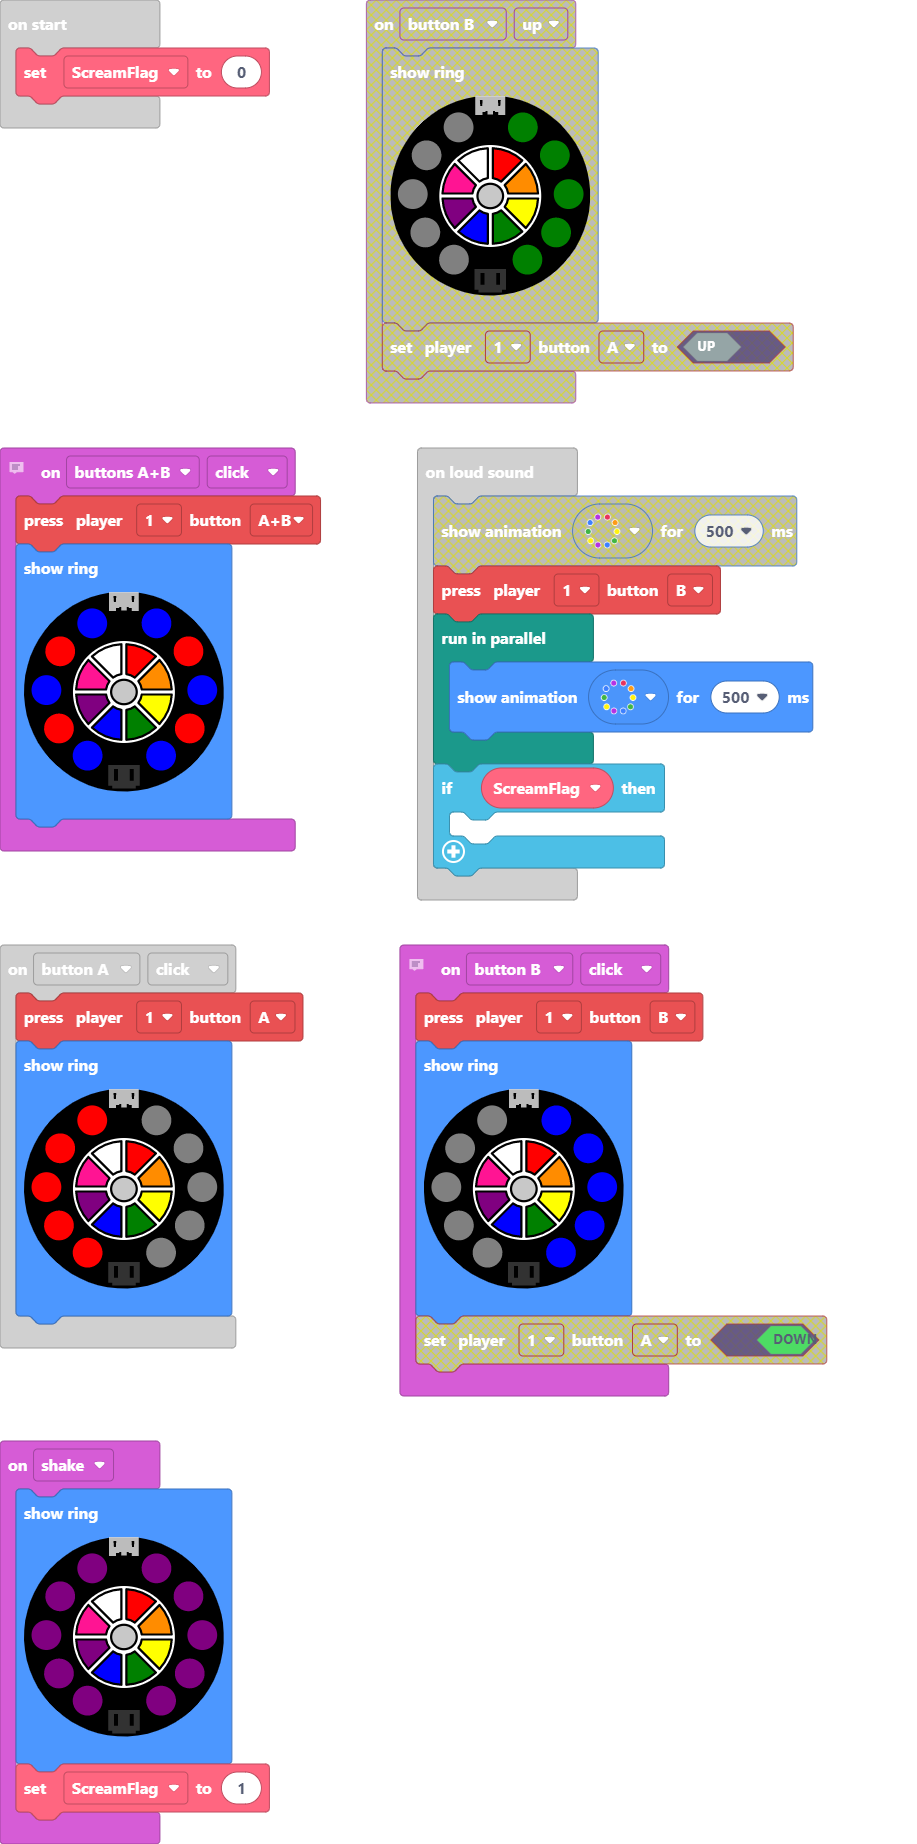 on start
set ScreamFlag to 0
on button B up
show ring
set player 1 button A to UP
on buttons A+B click
press player 1 button A+B
show ring
on loud sound
show animation for 500 ms
press player 1 button B
run in parallel
show animation for 500 ms
if ScreamFlag then
on button A click
press player 1 button A
show ring
on button B click
press player 1 button B
show ring
set player 1 button A to DOWN
on shake
show ring
set ScreamFlag to 1